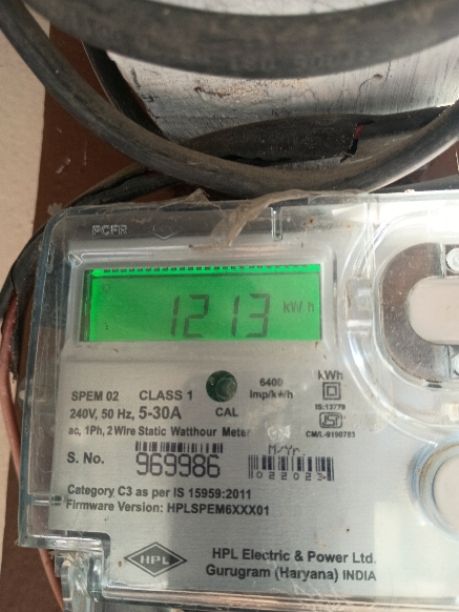 PCFR
1213 kWh
SPEM 02 CLASS 1
240V, 50 Hz, 5-30A
CAL
6400
imp/kwh
kWh
IS:13779
CM/L-9190783
ac, 1Ph, 2 Wire Static Watthour Meter
M/Yr.
S. No. 969986
022023
Category C3 as per IS 15959:2011
Firmware Version: HPLSPEM6XXX01
HPL
HPL Electric & Power Ltd.
Gurugram (Haryana) INDIA